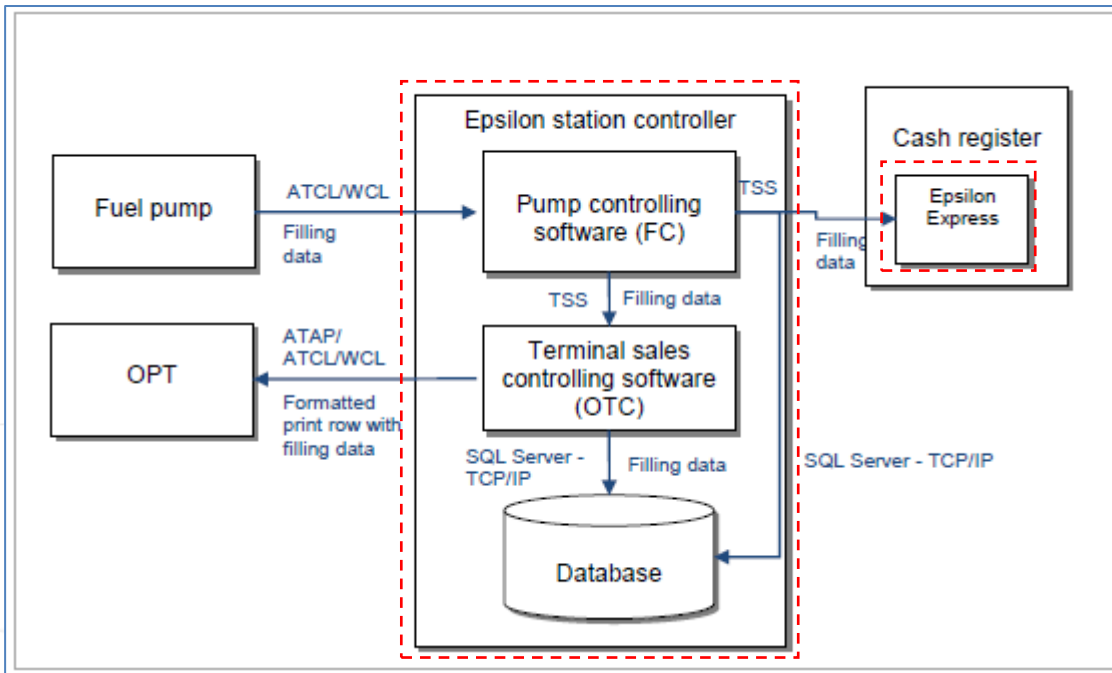 Epsilon station controller
Cash register
Fuel pump
ATCL/WCL
Filling
data
Pump controlling
software (FC)
TSS
Filling
data
Epsilon
Express
TSS
Filling data
OPT
ATAP/
ATCL/WCL
Formatted
print row with
filling data
Terminal sales
controlling software
(OTC)
SQL Server -
TCP/IP
Filling data
SQL Server - TCP/IP
Database